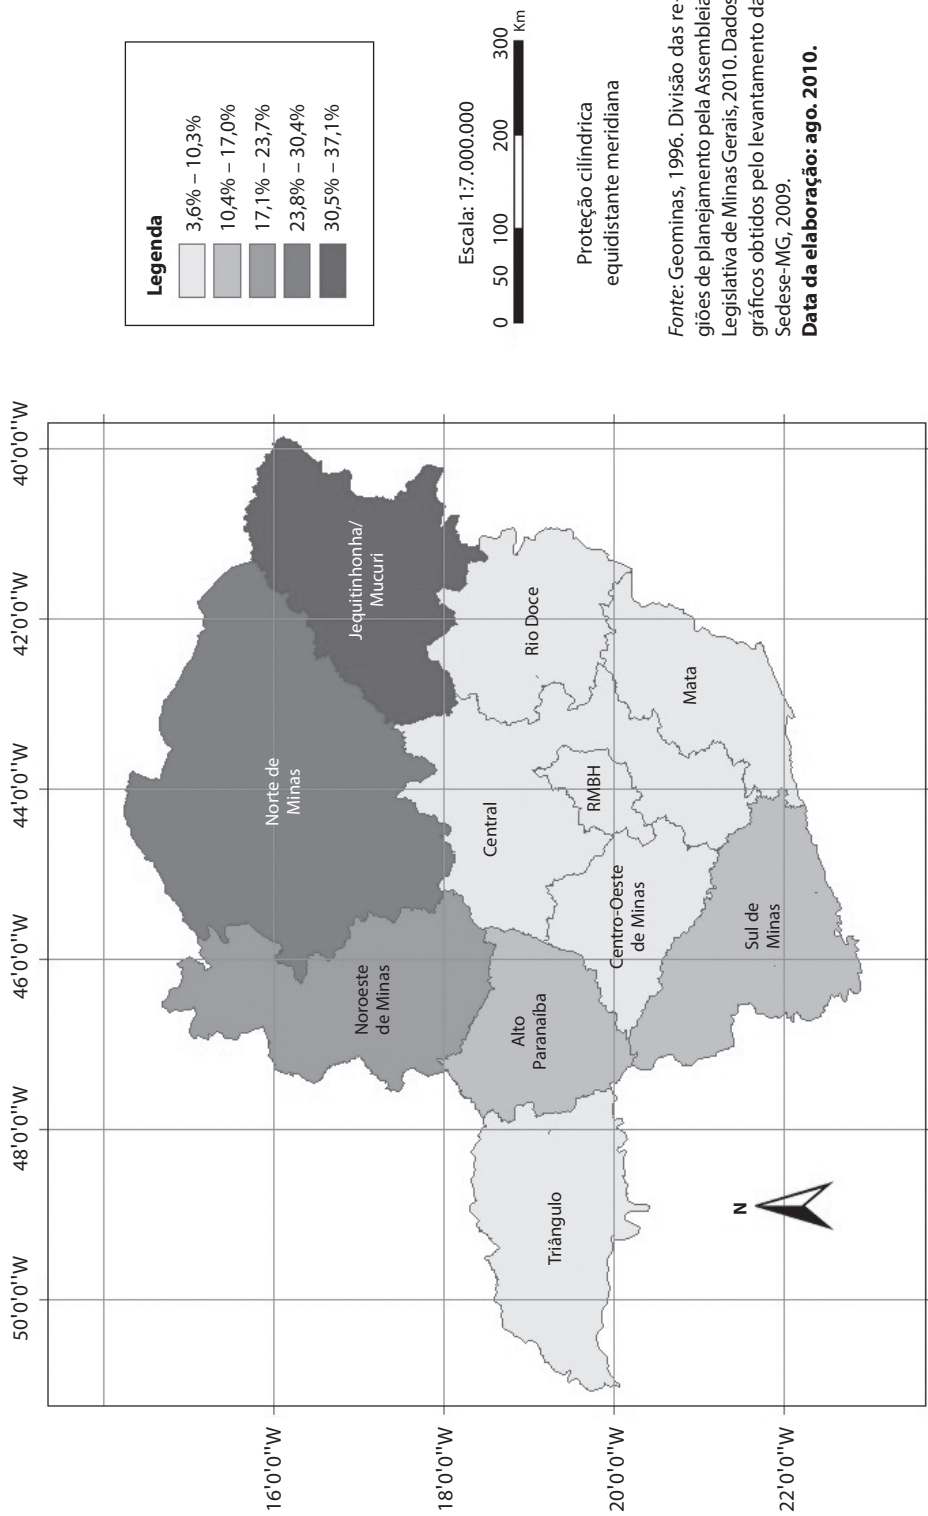 40'0'0"W
42'0'0"W
44'0'0"W
46'0'0"W
48'0'0"W
50'0'0"W
16'0'0"W
18'0'0"W
20'0'0"W
22'0'0"W
Norte de
Minas
Jequitinhonha/
Mucuri
Noroeste
de Minas
Central
Rio Doce
Alto
Paranaíba
Triângulo
Centro-Oeste
de Minas
RMBH
Mata
Sul de
Minas
N
Legenda
3,6% – 10,3%
10,4% – 17,0%
17,1% – 23,7%
23,8% – 30,4%
30,5% – 37,1%
Escala: 1:7.000.000
0 50 100 200 300
Km
Proteção cilíndrica
equidistante meridiana
Fonte: Geominas, 1996. Divisão das re-
giões de planejamento pela Assembleia
Legislativa de Minas Gerais, 2010. Dados
gráficos obtidos pelo levantamento da
Sedese-MG, 2009.
Data da elaboração: ago. 2010.